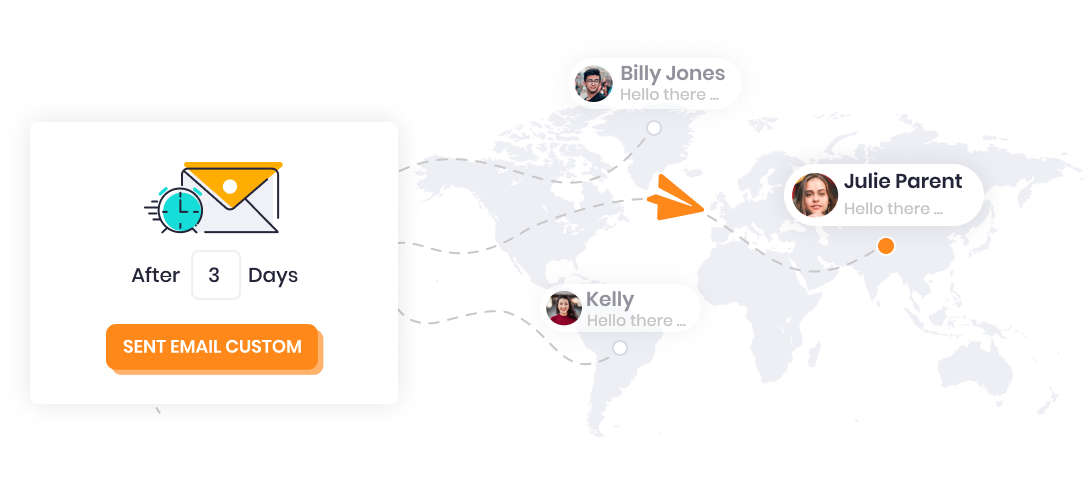 Billy Jones
Hello there ...
Julie Parent
Hello there ...
After 3 Days
Kelly
Hello there ...
SENT EMAIL CUSTOM